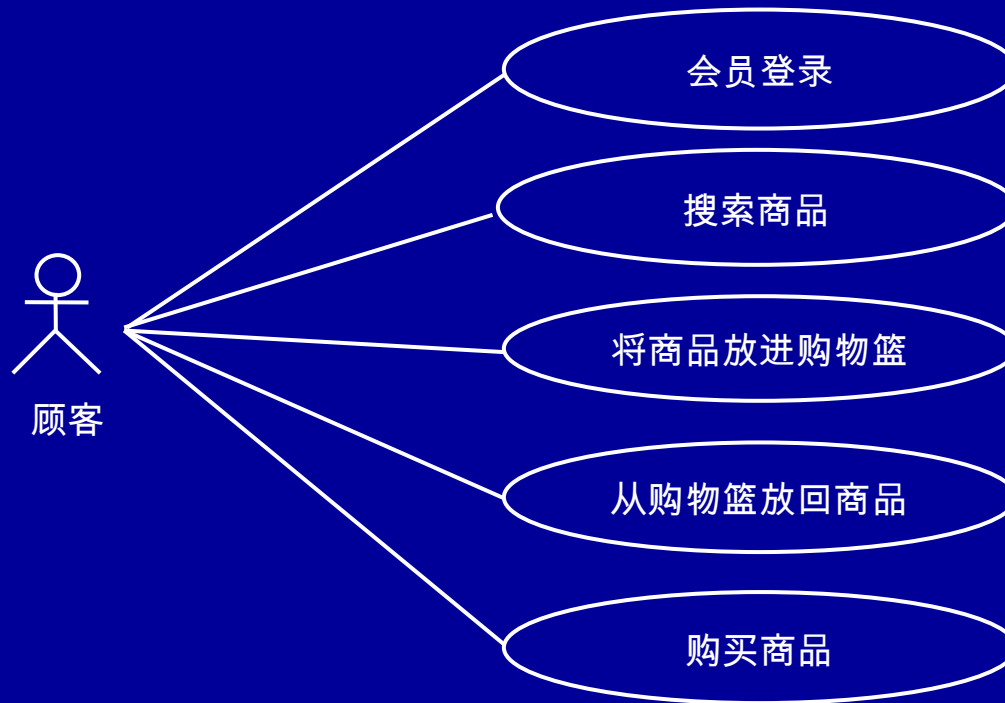 会员登录
搜索商品
将商品放进购物篮
顾客
从购物篮放回商品
购买商品